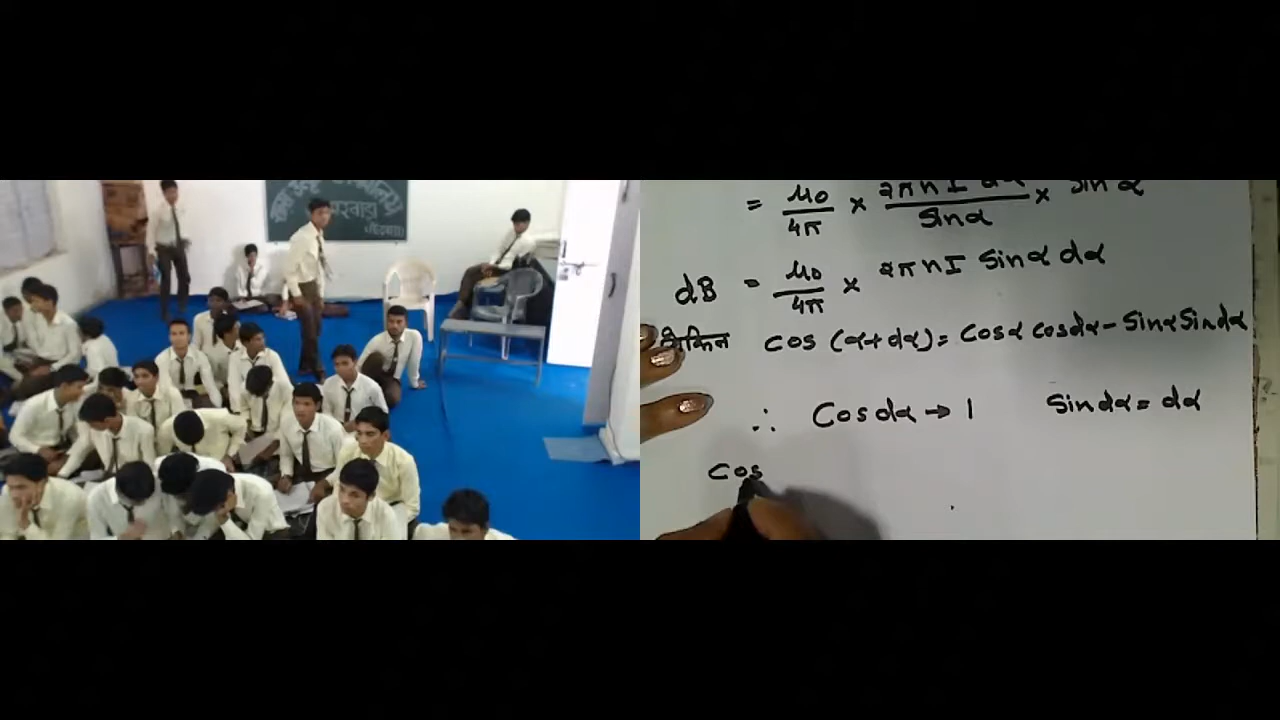 = μ0/4π × 2πnI dα/sinα × sin α
dB = μ0/4π × 2πnI sinα dα
लेकिन cos (α+dα) = cosα cosdα - sinα sindα
∴ cosdα → 1 sindα = dα
cos